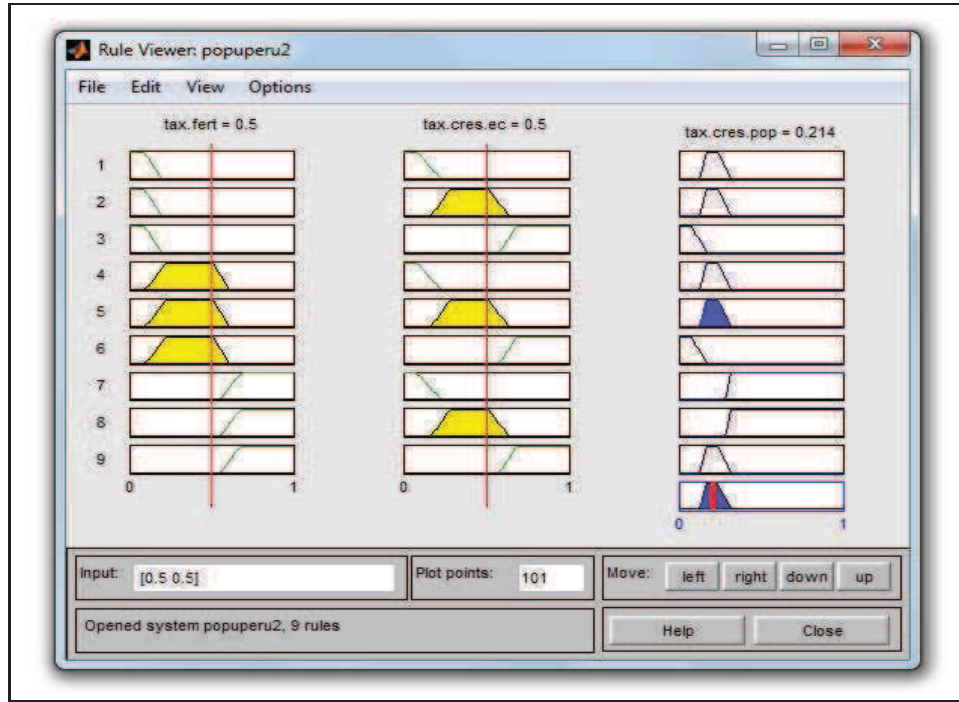 Rule Viewer: popuperu2
File Edit View Options
tax.fert = 0.5
tax.cres.ec = 0.5
tax.cres.pop = 0.214
1
2
3
4
5
6
7
8
9
0 1
0 1
0 1
Input: [0.5 0.5]
Plot points: 101
Move: left right down up
Opened system popuperu2, 9 rules
Help Close